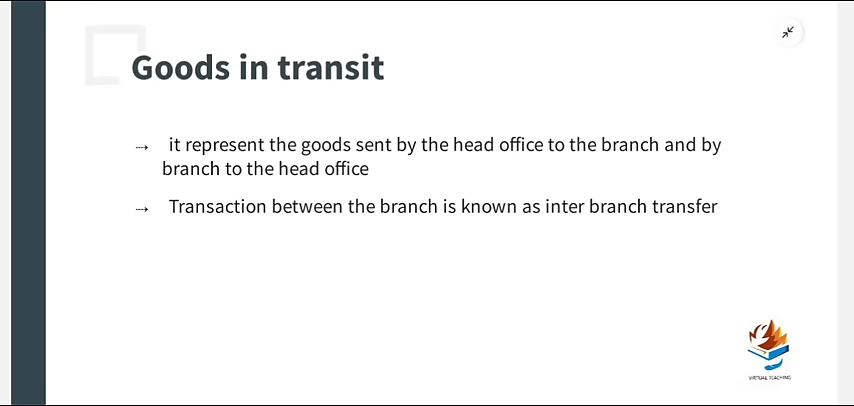 Goods in transit
→ it represent the goods sent by the head office to the branch and by
branch to the head office
→ Transaction between the branch is known as inter branch transfer
VIRTUAL TEACHING